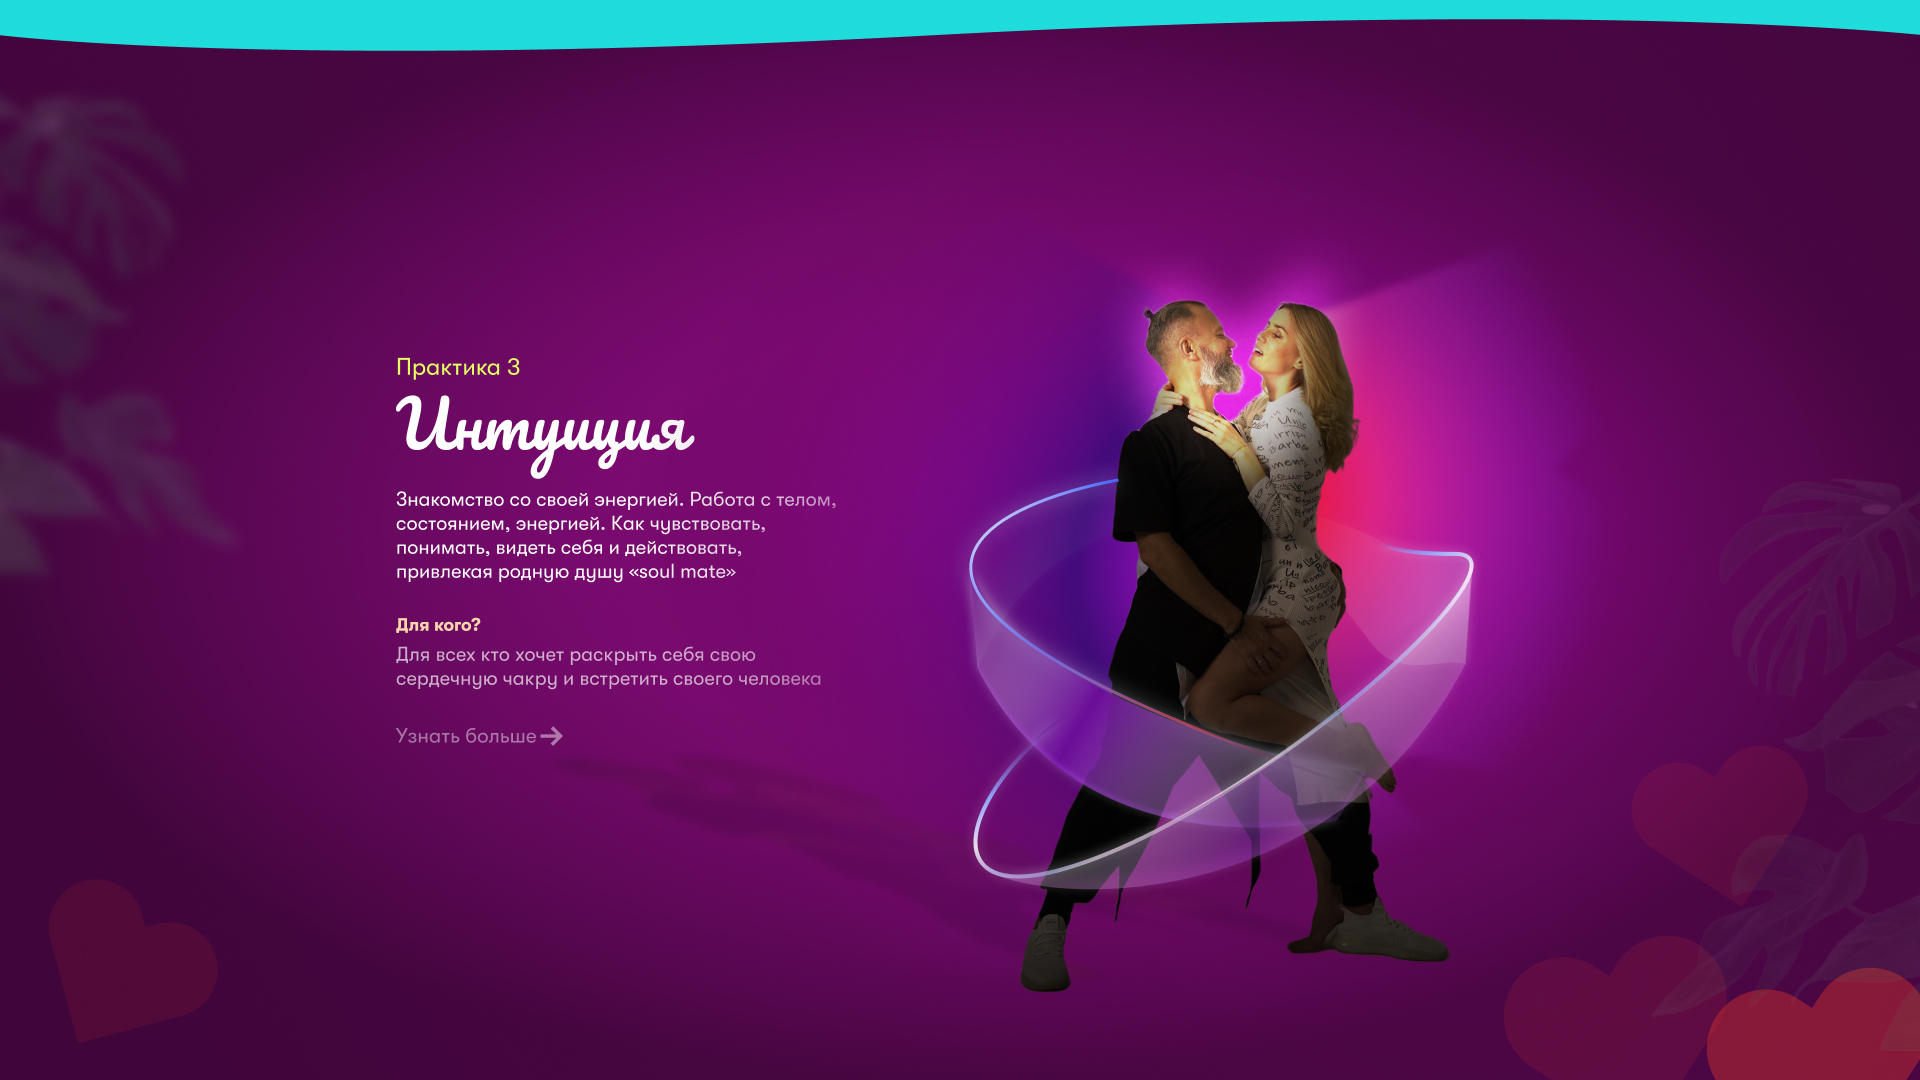 Практика 3
Интуиция
Знакомство со своей энергией. Работа с телом,
состоянием, энергией. Как чувствовать,
понимать, видеть себя и действовать,
привлекая родную душу «soul mate»
Для кого?
Для всех кто хочет раскрыть себя свою
сердечную чакру и встретить своего человека
Узнать больше